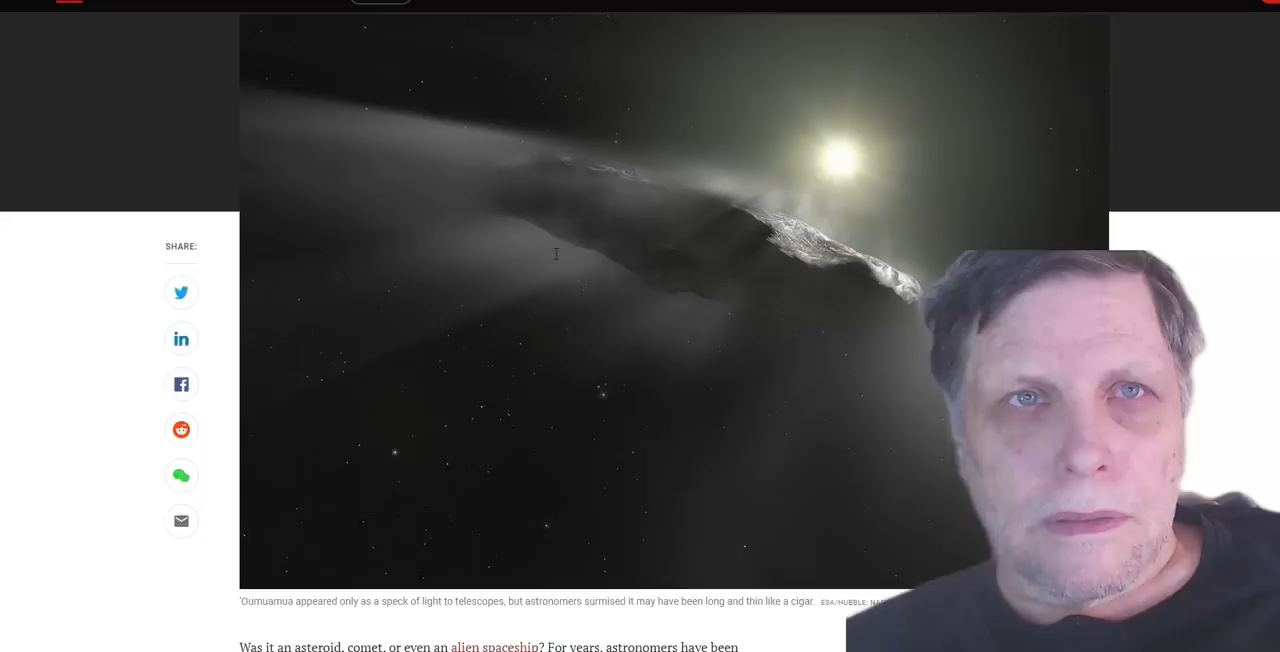 SHARE:
'Oumuamua appeared only as a speck of light to telescopes, but astronomers surmised it may have been long and thin like a cigar. ESA/HUBBLE;
Was it an asteroid, comet, or even an alien spaceship? For years, astronomers have been